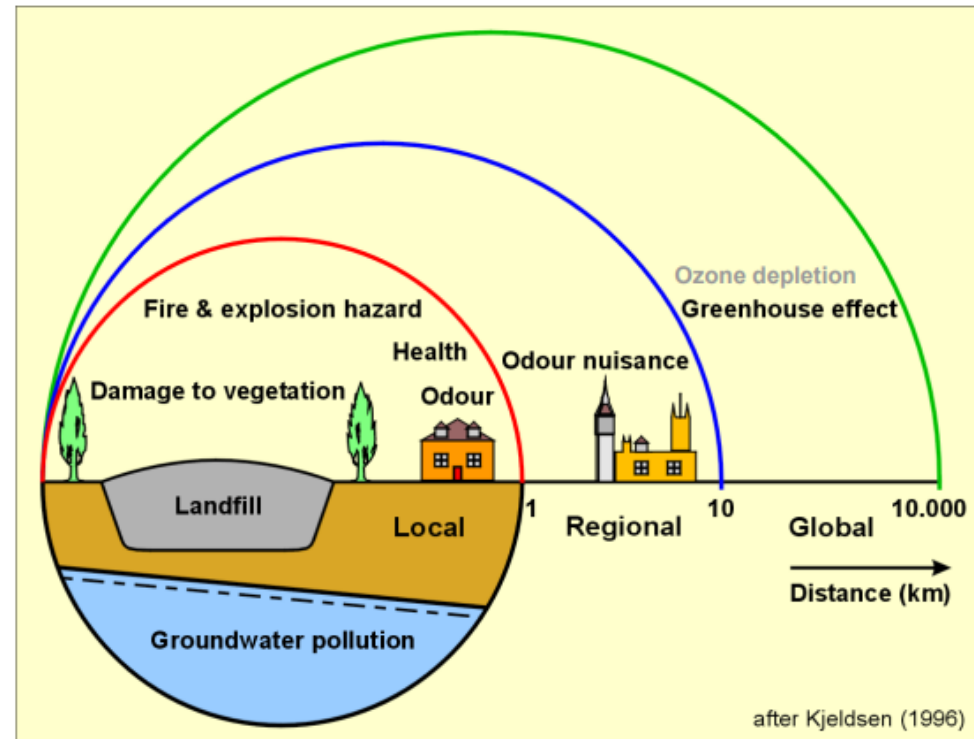 Ozone depletion
Greenhouse effect
Fire & explosion hazard
Health
Odour nuisance
Damage to vegetation
Odour
Landfill
Local
1
Regional
10
Global
10.000
Distance (km)
Groundwater pollution
after Kjeldsen (1996)